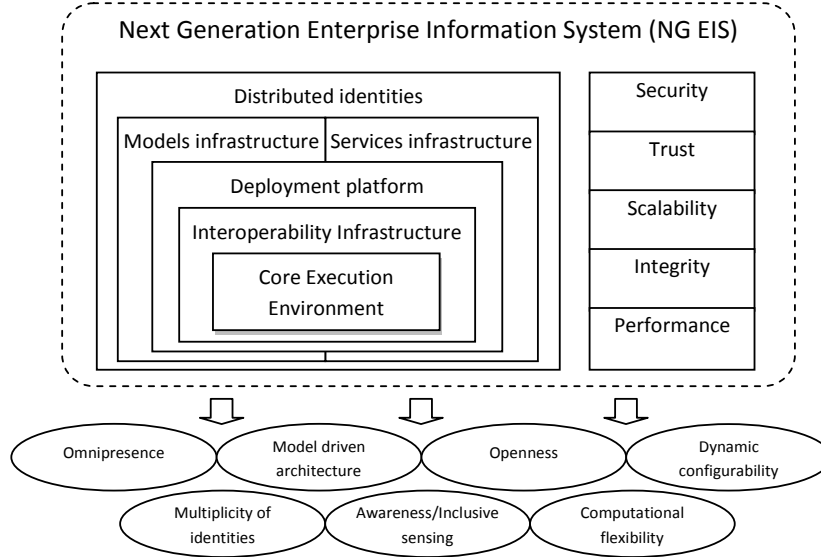 Next Generation Enterprise Information System (NG EIS)
Distributed identities
Models infrastructure
Services infrastructure
Deployment platform
Interoperability Infrastructure
Core Execution
Environment
Security
Trust
Scalability
Integrity
Performance
Omnipresence
Model driven
architecture
Openness
Dynamic
configurability
Multiplicity of
identities
Awareness/Inclusive
sensing
Computational
flexibility